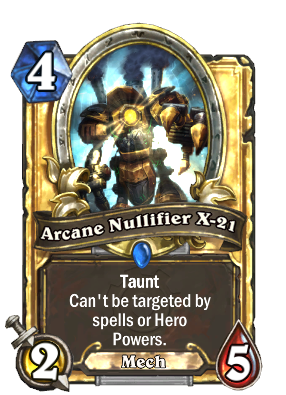 4
Arcane Nullifier X-21
Taunt
Can't be targeted by
spells or Hero
Powers.
Mech
2
5